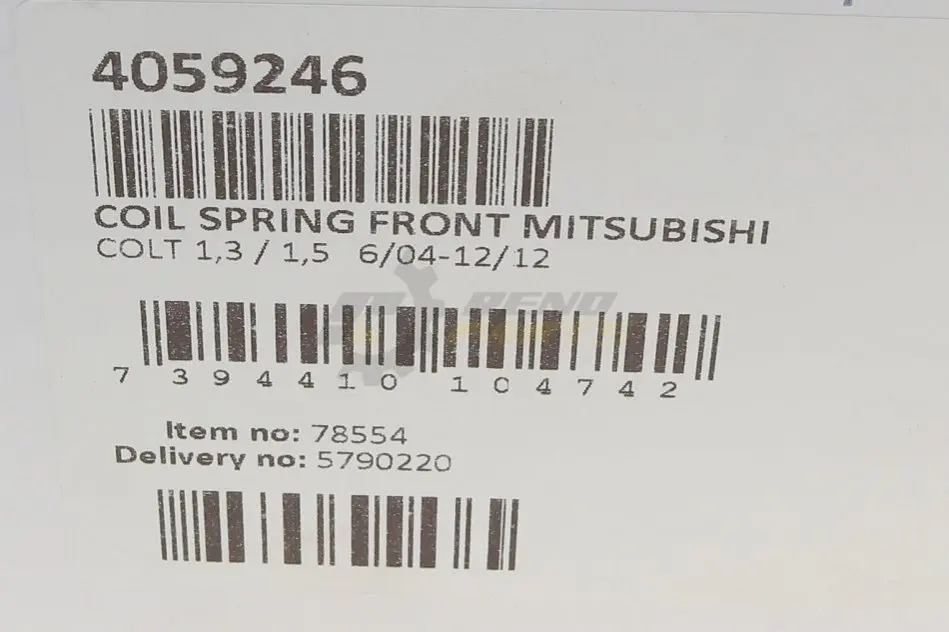 4059246
COIL SPRING FRONT MITSUBISHI
COLT 1,3 / 1,5 6/04-12/12
7 394410 104742
Item no: 78554
Delivery no: 5790220